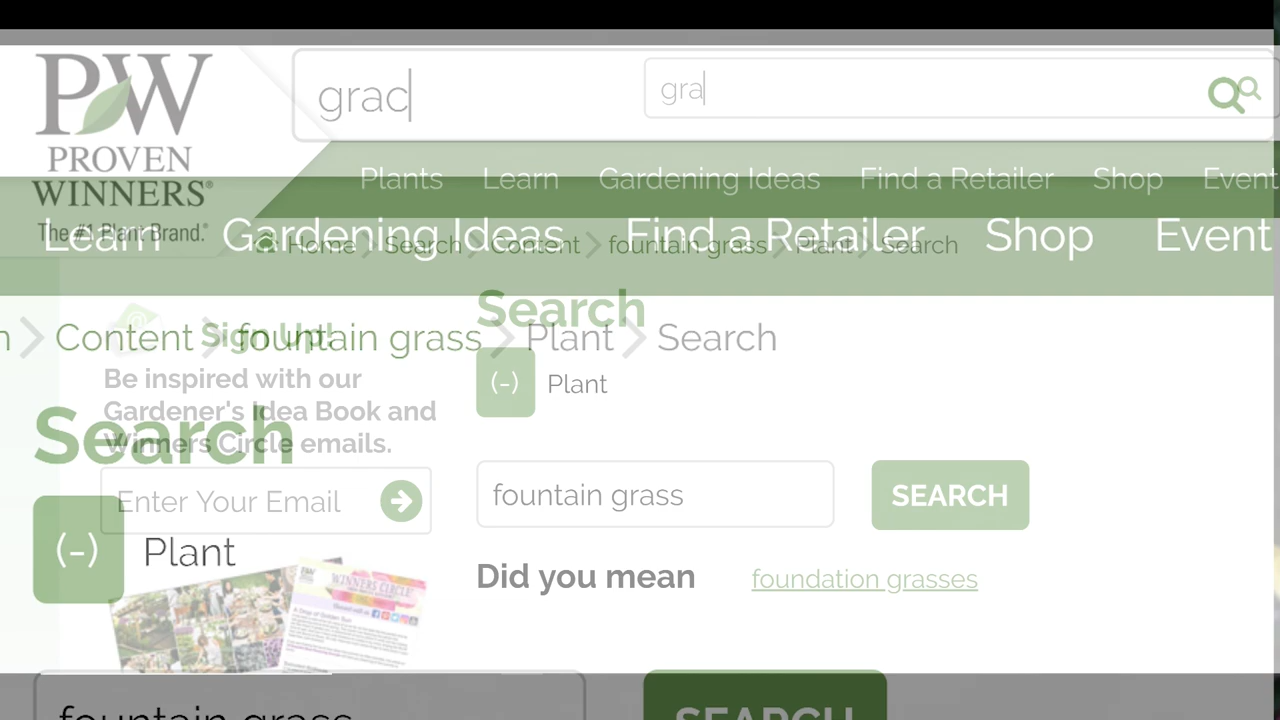 PW
PROVEN
WINNERS®
The #1 Plant Brand.®
grac
gra
Plants Learn Gardening Ideas Find a Retailer Shop Event
Learn Gardening Ideas Find a Retailer Shop Event
Home > Search > Content > fountain grass > Plant > Search
Content > fountain grass > Plant > Search
Sign Up!
Be inspired with our
Gardener's Idea Book and
Winners Circle emails.
Enter Your Email
WINNERS CIRCLE
Search
(-) Plant
fountain grass SEARCH
Did you mean foundation grasses
Search
(-) Plant
fountain grass SEARCH